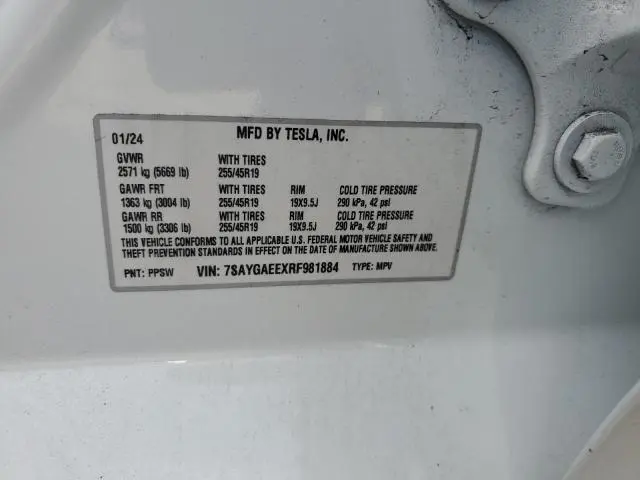 01/24 MFD BY TESLA, INC.
GVWR WITH TIRES
2571 kg (5669 lb) 255/45R19
GAWR FRT WITH TIRES RIM COLD TIRE PRESSURE
1363 kg (3004 lb) 255/45R19 19X9.5J 290 kPa, 42 psi
GAWR RR WITH TIRES RIM COLD TIRE PRESSURE
1500 kg (3306 lb) 255/45R19 19X9.5J 290 kPa, 42 psi
THIS VEHICLE CONFORMS TO ALL APPLICABLE U.S. FEDERAL MOTOR VEHICLE SAFETY AND
THEFT PREVENTION STANDARDS IN EFFECT ON THE DATE OF MANUFACTURE SHOWN ABOVE.
PNT: PPSW VIN: 7SAYGAEEXRF981884 TYPE: MPV